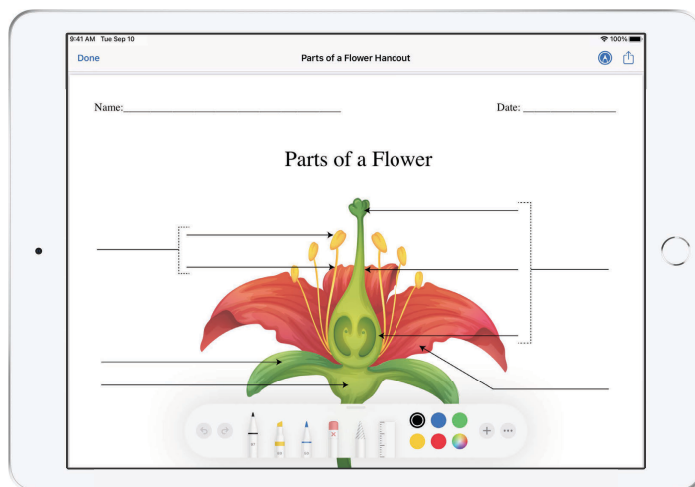 9:41 AM Tue Sep 10
100%
Done
Parts of a Flower Hancout
Name:
Date:
Parts of a Flower